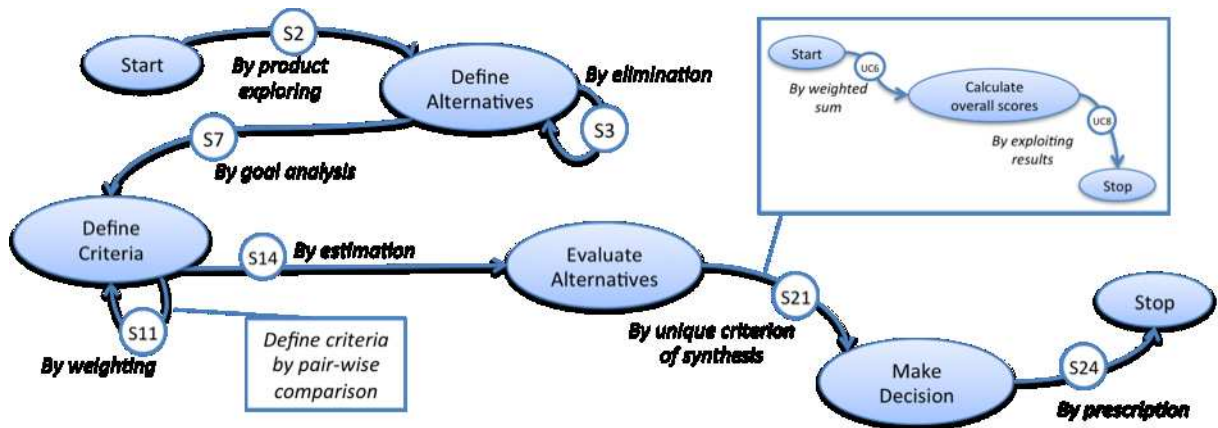 Start
S2
By product
exploring
Define
Alternatives
By elimination
S3
S7
By goal analysis
Define
Criteria
S11
By weighting
Define criteria
by pair-wise
comparison
S14
By estimation
Evaluate
Alternatives
S21
By unique criterion
of synthesis
Start
UC6
By weighted
sum
Calculate
overall scores
UC8
By exploiting
results
Stop
Make
Decision
S24
By prescription
Stop